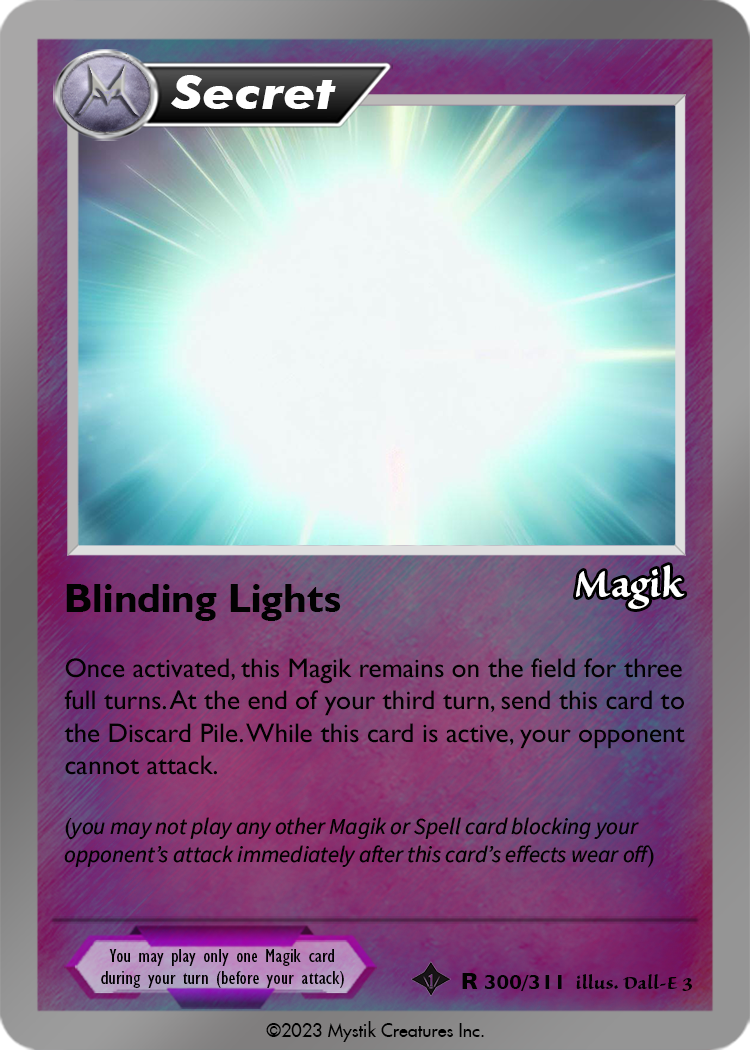 Secret
Blinding Lights
Magik
Once activated, this Magik remains on the field for three
full turns. At the end of your third turn, send this card to
the Discard Pile. While this card is active, your opponent
cannot attack.
(you may not play any other Magik or Spell card blocking your
opponent's attack immediately after this card's effects wear off)
You may play only one Magik card
during your turn (before your attack)
1
R 300/311 illus. Dall-E 3
©2023 Mystik Creatures Inc.